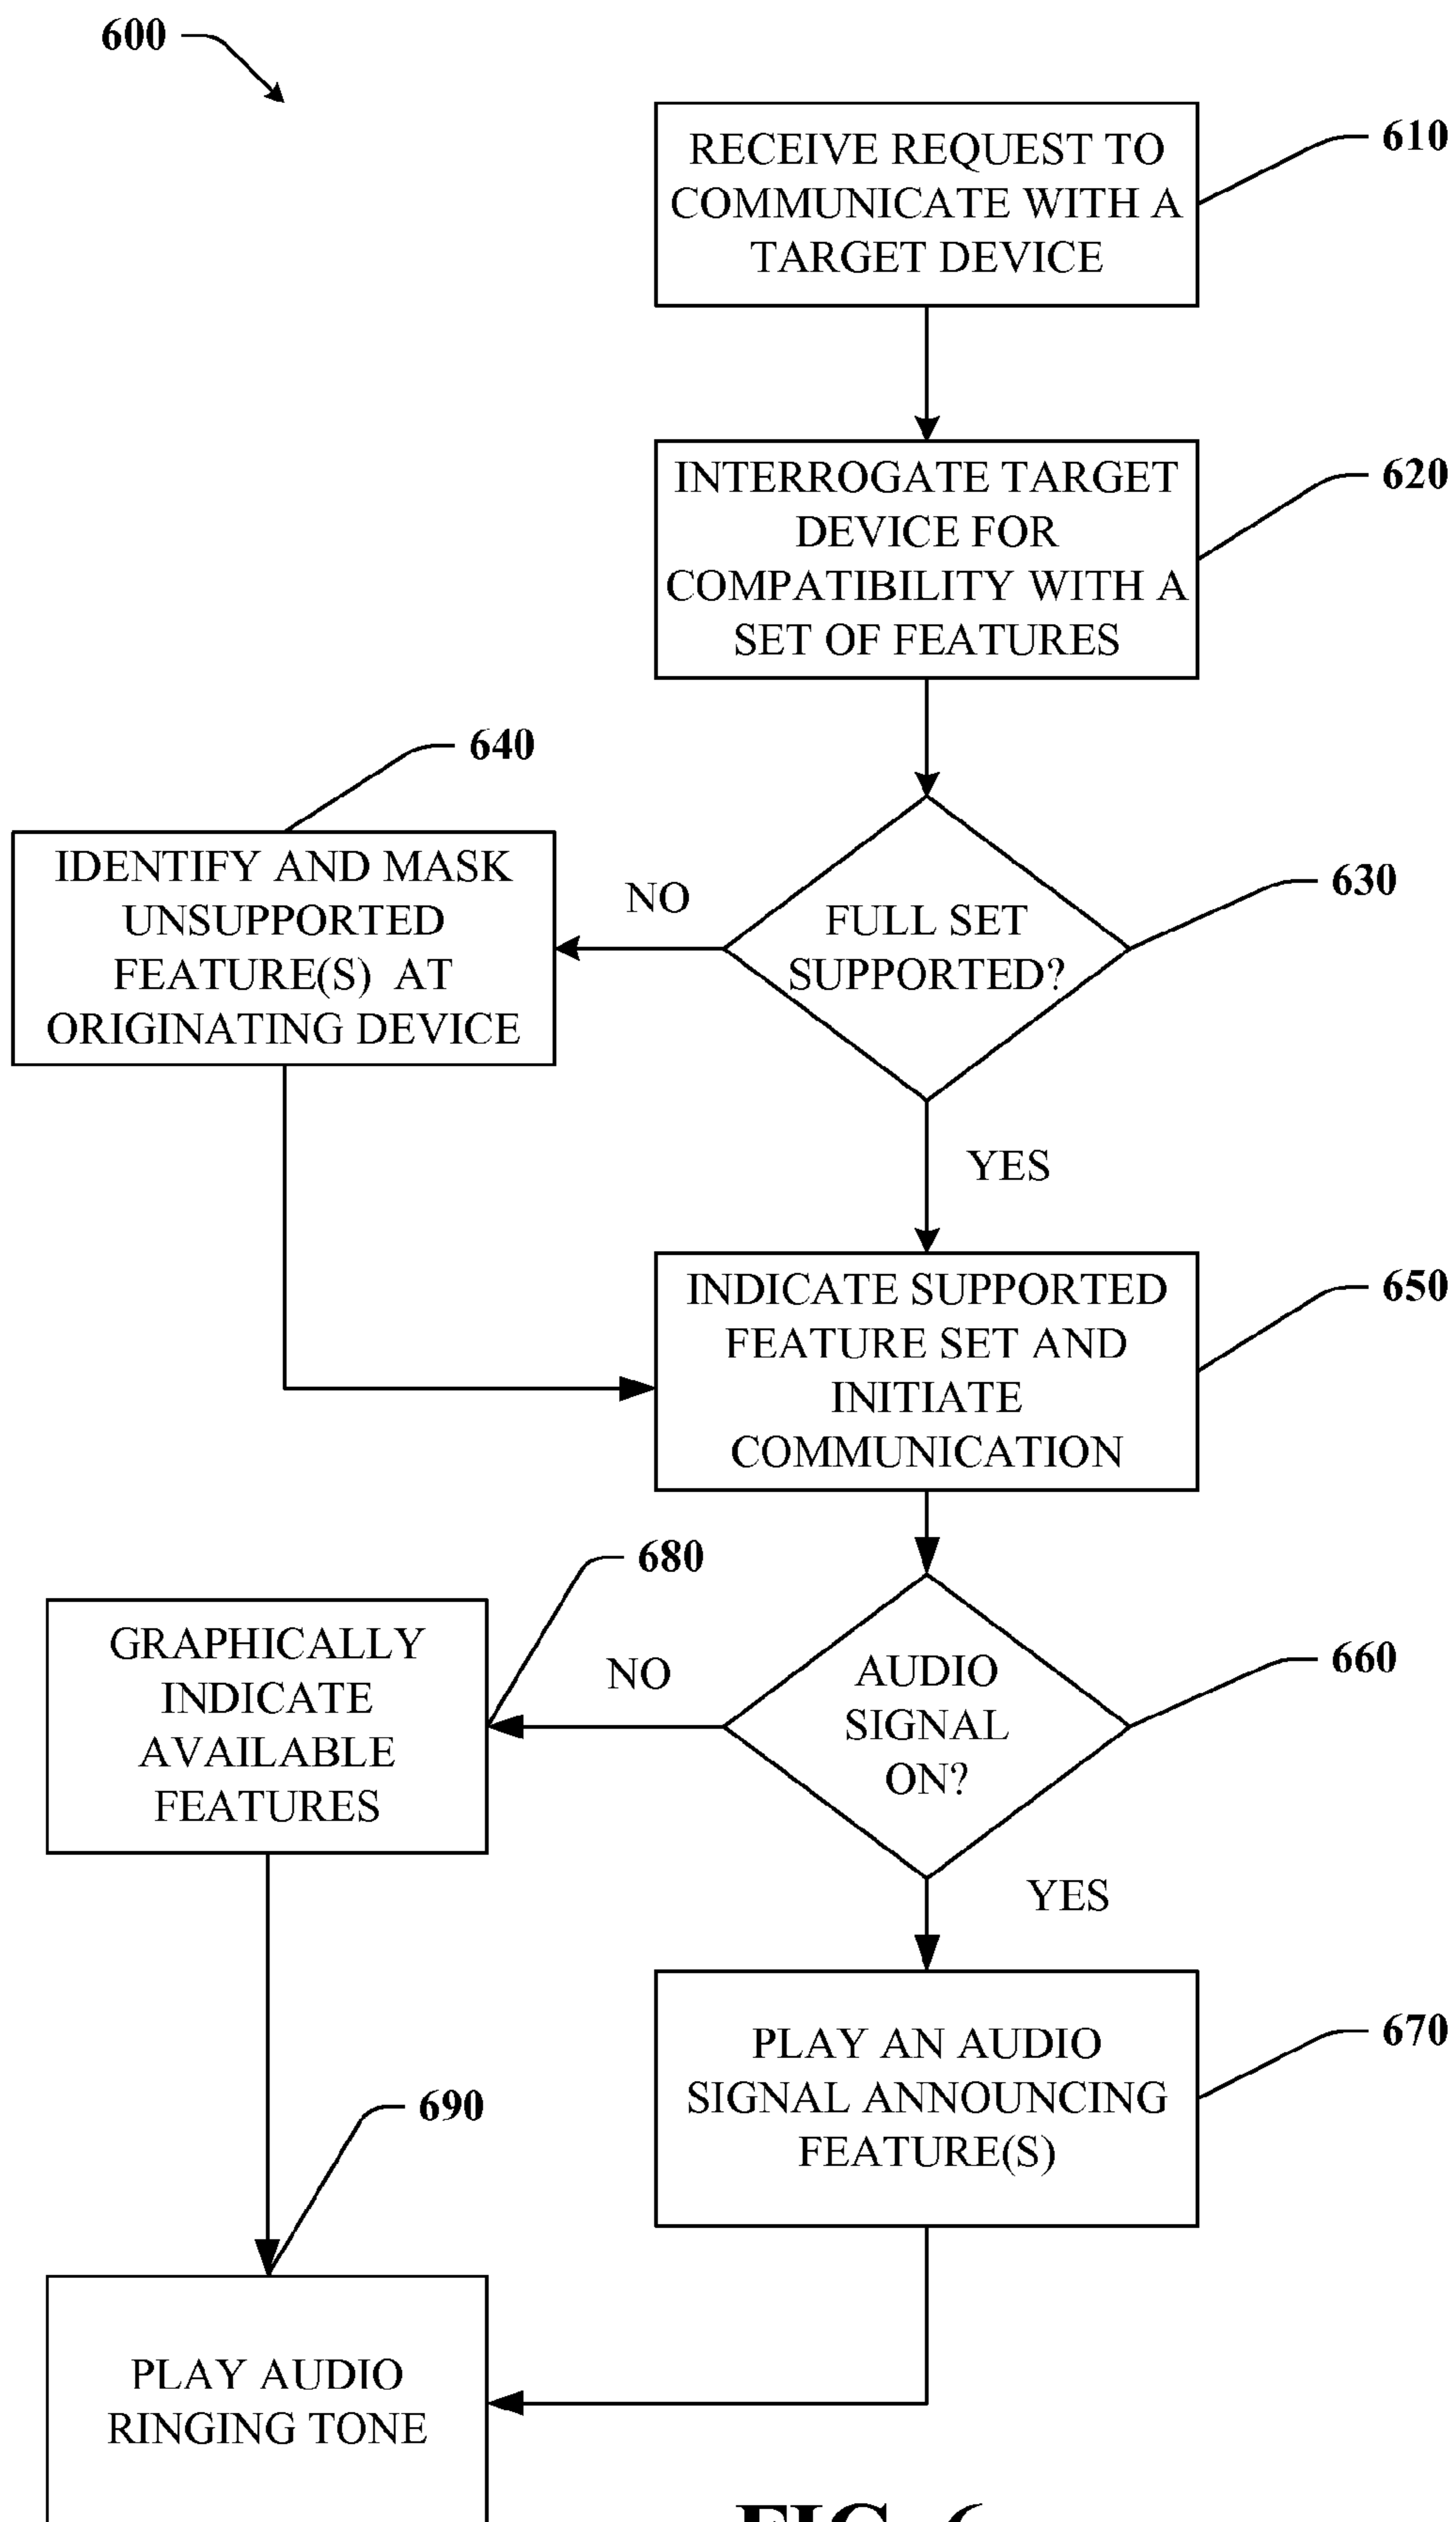 600
RECEIVE REQUEST TO
COMMUNICATE WITH A
TARGET DEVICE
610
INTERROGATE TARGET
DEVICE FOR
COMPATIBILITY WITH A
SET OF FEATURES
620
640
IDENTIFY AND MASK
UNSUPPORTED
FEATURE(S) AT
ORIGINATING DEVICE
NO
FULL SET
SUPPORTED?
630
YES
INDICATE SUPPORTED
FEATURE SET AND
INITIATE
COMMUNICATION
650
680
GRAPHICALLY
INDICATE
AVAILABLE
FEATURES
NO
AUDIO
SIGNAL
ON?
660
YES
PLAY AN AUDIO
SIGNAL ANNOUNCING
FEATURE(S)
670
690
PLAY AUDIO
RINGING TONE
FIG. 6